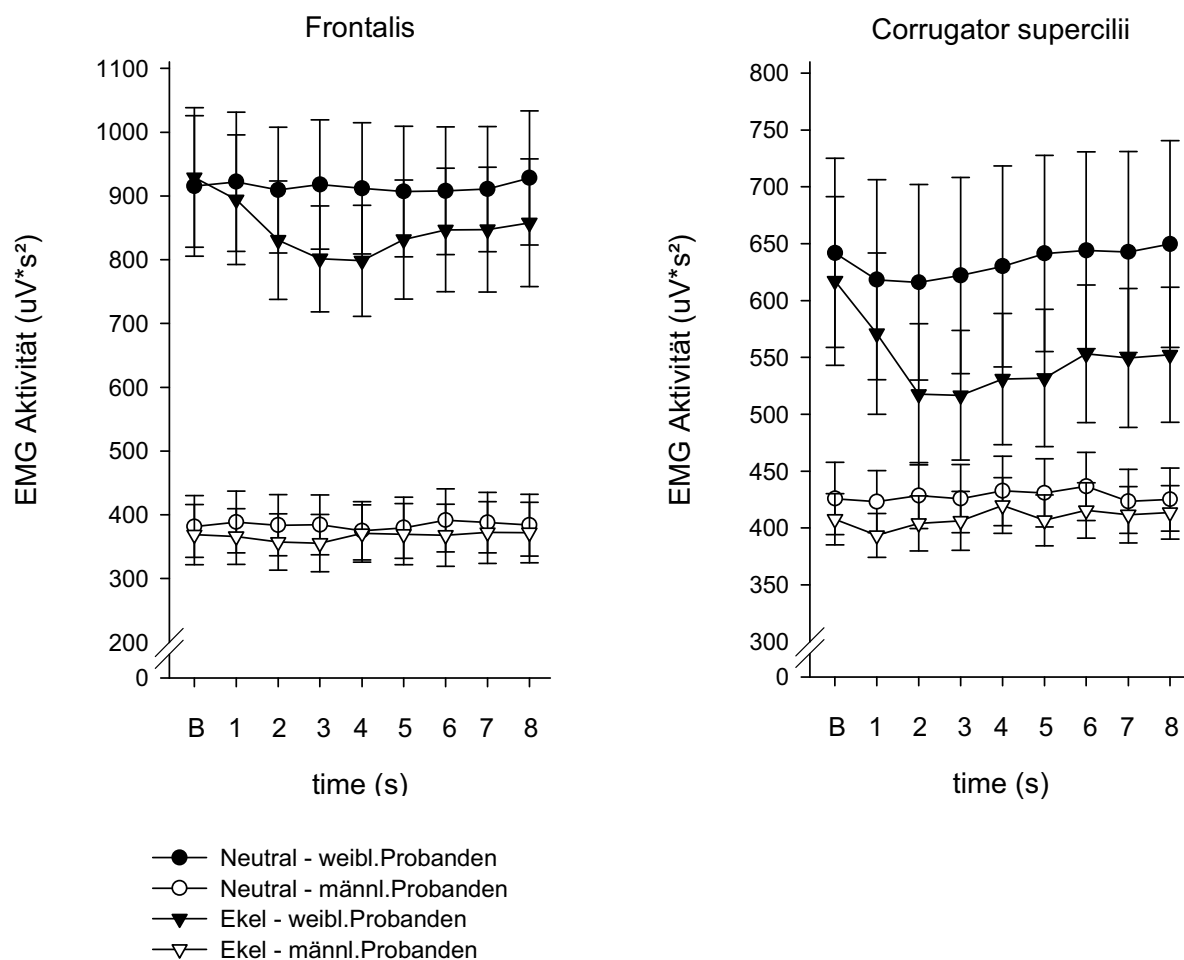 Frontalis
EMG Aktivität (uV*s²)
1100
1000
900
800
700
600
500
400
300
200
0
B 1 2 3 4 5 6 7 8
time (s)
Corrugator supercilii
EMG Aktivität (uV*s²)
800
750
700
650
600
550
500
450
400
350
300
0
B 1 2 3 4 5 6 7 8
time (s)
Neutral - weibl.Probanden
Neutral - männl.Probanden
Ekel - weibl.Probanden
Ekel - männl.Probanden